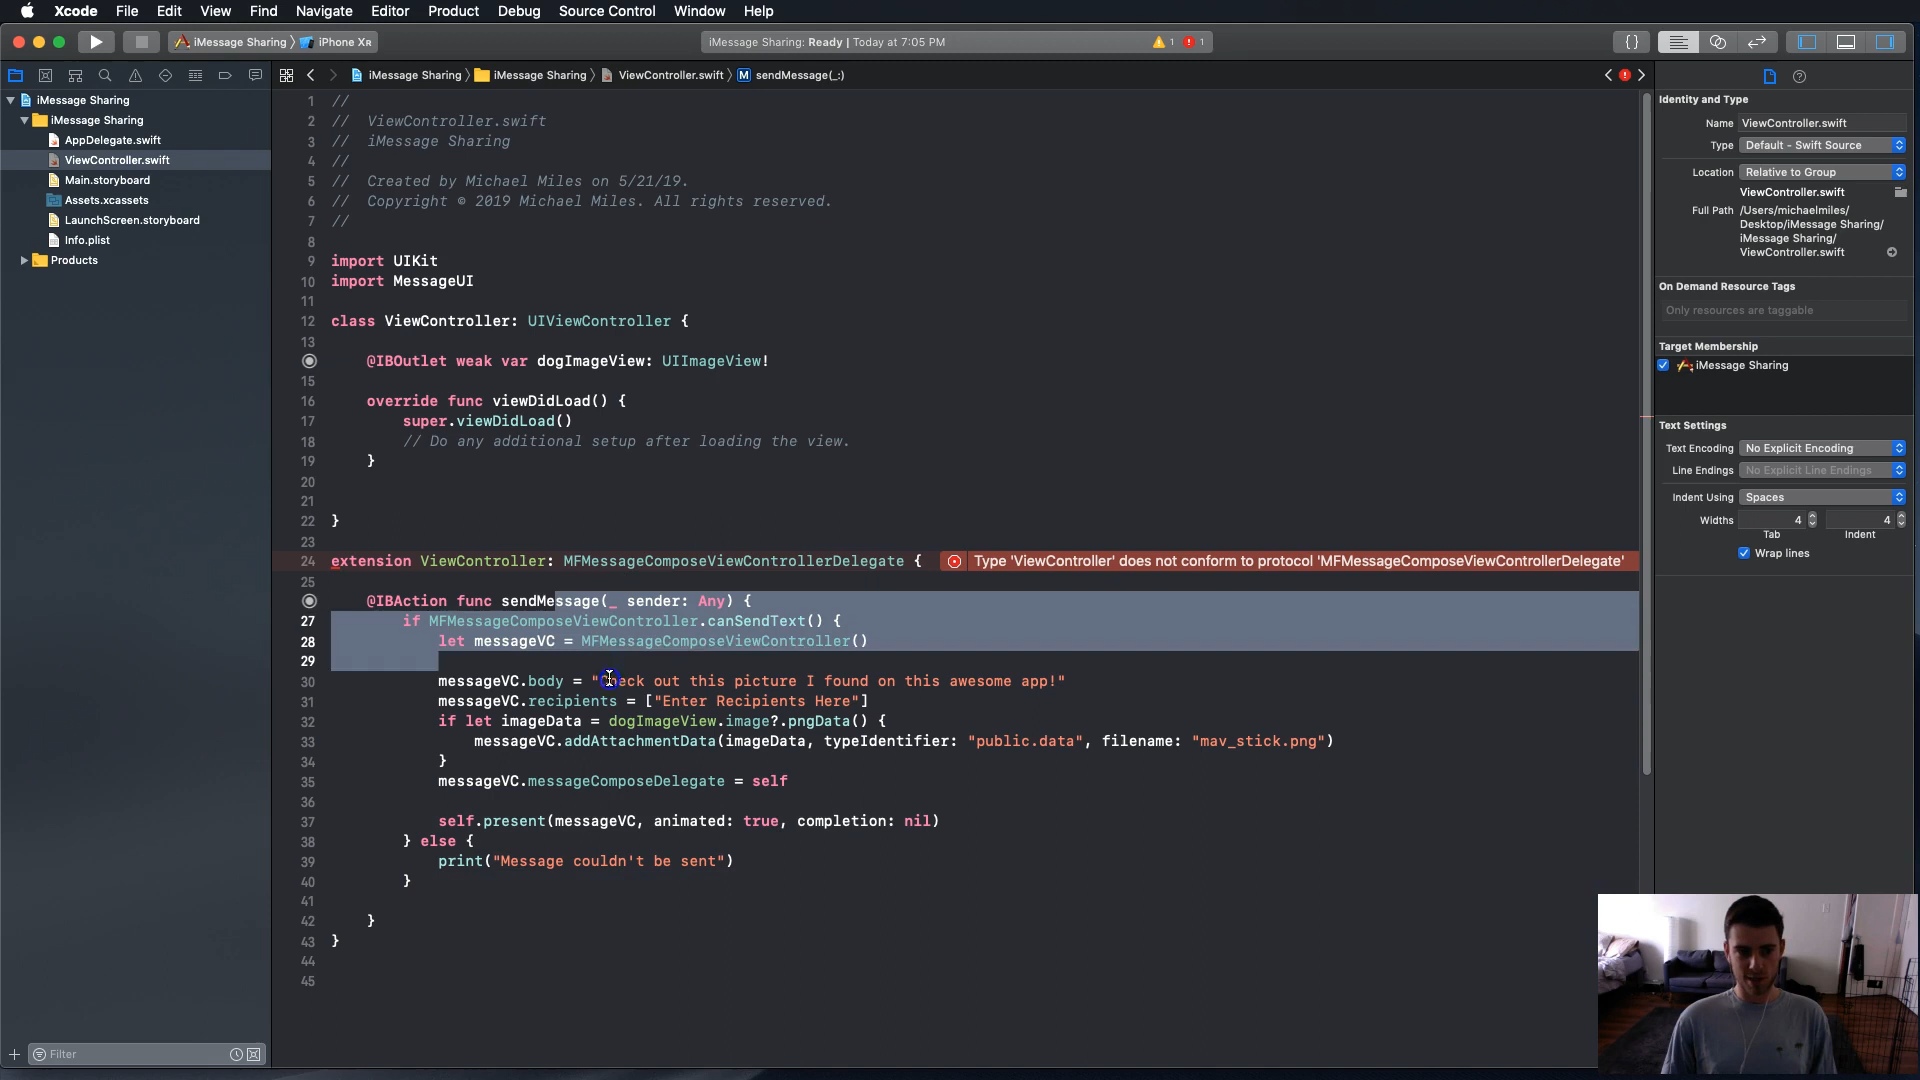 Xcode File Edit View Find Navigate Editor Product Debug Source Control Window Help
iMessage Sharing iPhone XR
iMessage Sharing: Ready | Today at 7:05 PM 1 1
{}
iMessage Sharing
iMessage Sharing
AppDelegate.swift
ViewController.swift
Main.storyboard
Assets.xcassets
LaunchScreen.storyboard
Info.plist
Products
Filter
iMessage Sharing iMessage Sharing ViewController.swift M sendMessage(_:)
1 //
2 // ViewController.swift
3 // iMessage Sharing
4 //
5 // Created by Michael Miles on 5/21/19.
6 // Copyright © 2019 Michael Miles. All rights reserved.
7 //
8
9 import UIKit
10 import MessageUI
11
12 class ViewController: UIViewController {
13
@IBOutlet weak var dogImageView: UIImageView!
15
16 override func viewDidLoad() {
17 super.viewDidLoad()
18 // Do any additional setup after loading the view.
19 }
20
21
22 }
23
24 extension ViewController: MFMessageComposeViewControllerDelegate { Type 'ViewController' does not conform to protocol 'MFMessageComposeViewControllerDelegate'
25
@IBAction func sendMessage(_ sender: Any) {
27 if MFMessageComposeViewController.canSendText() {
28 let messageVC = MFMessageComposeViewController()
29
30 messageVC.body = "Check out this picture I found on this awesome app!"
31 messageVC.recipients = ["Enter Recipients Here"]
32 if let imageData = dogImageView.image?.pngData() {
33 messageVC.addAttachmentData(imageData, typeIdentifier: "public.data", filename: "mav_stick.png")
34 }
35 messageVC.messageComposeDelegate = self
36
37 self.present(messageVC, animated: true, completion: nil)
38 } else {
39 print("Message couldn't be sent")
40 }
41
42 }
43 }
44
45
Identity and Type
Name ViewController.swift
Type Default - Swift Source
Location Relative to Group
ViewController.swift
Full Path /Users/michaelmiles/
Desktop/iMessage Sharing/
iMessage Sharing/
ViewController.swift
On Demand Resource Tags
Only resources are taggable
Target Membership
iMessage Sharing
Text Settings
Text Encoding No Explicit Encoding
Line Endings No Explicit Line Endings
Indent Using Spaces
Widths 4 4
Tab Indent
Wrap lines